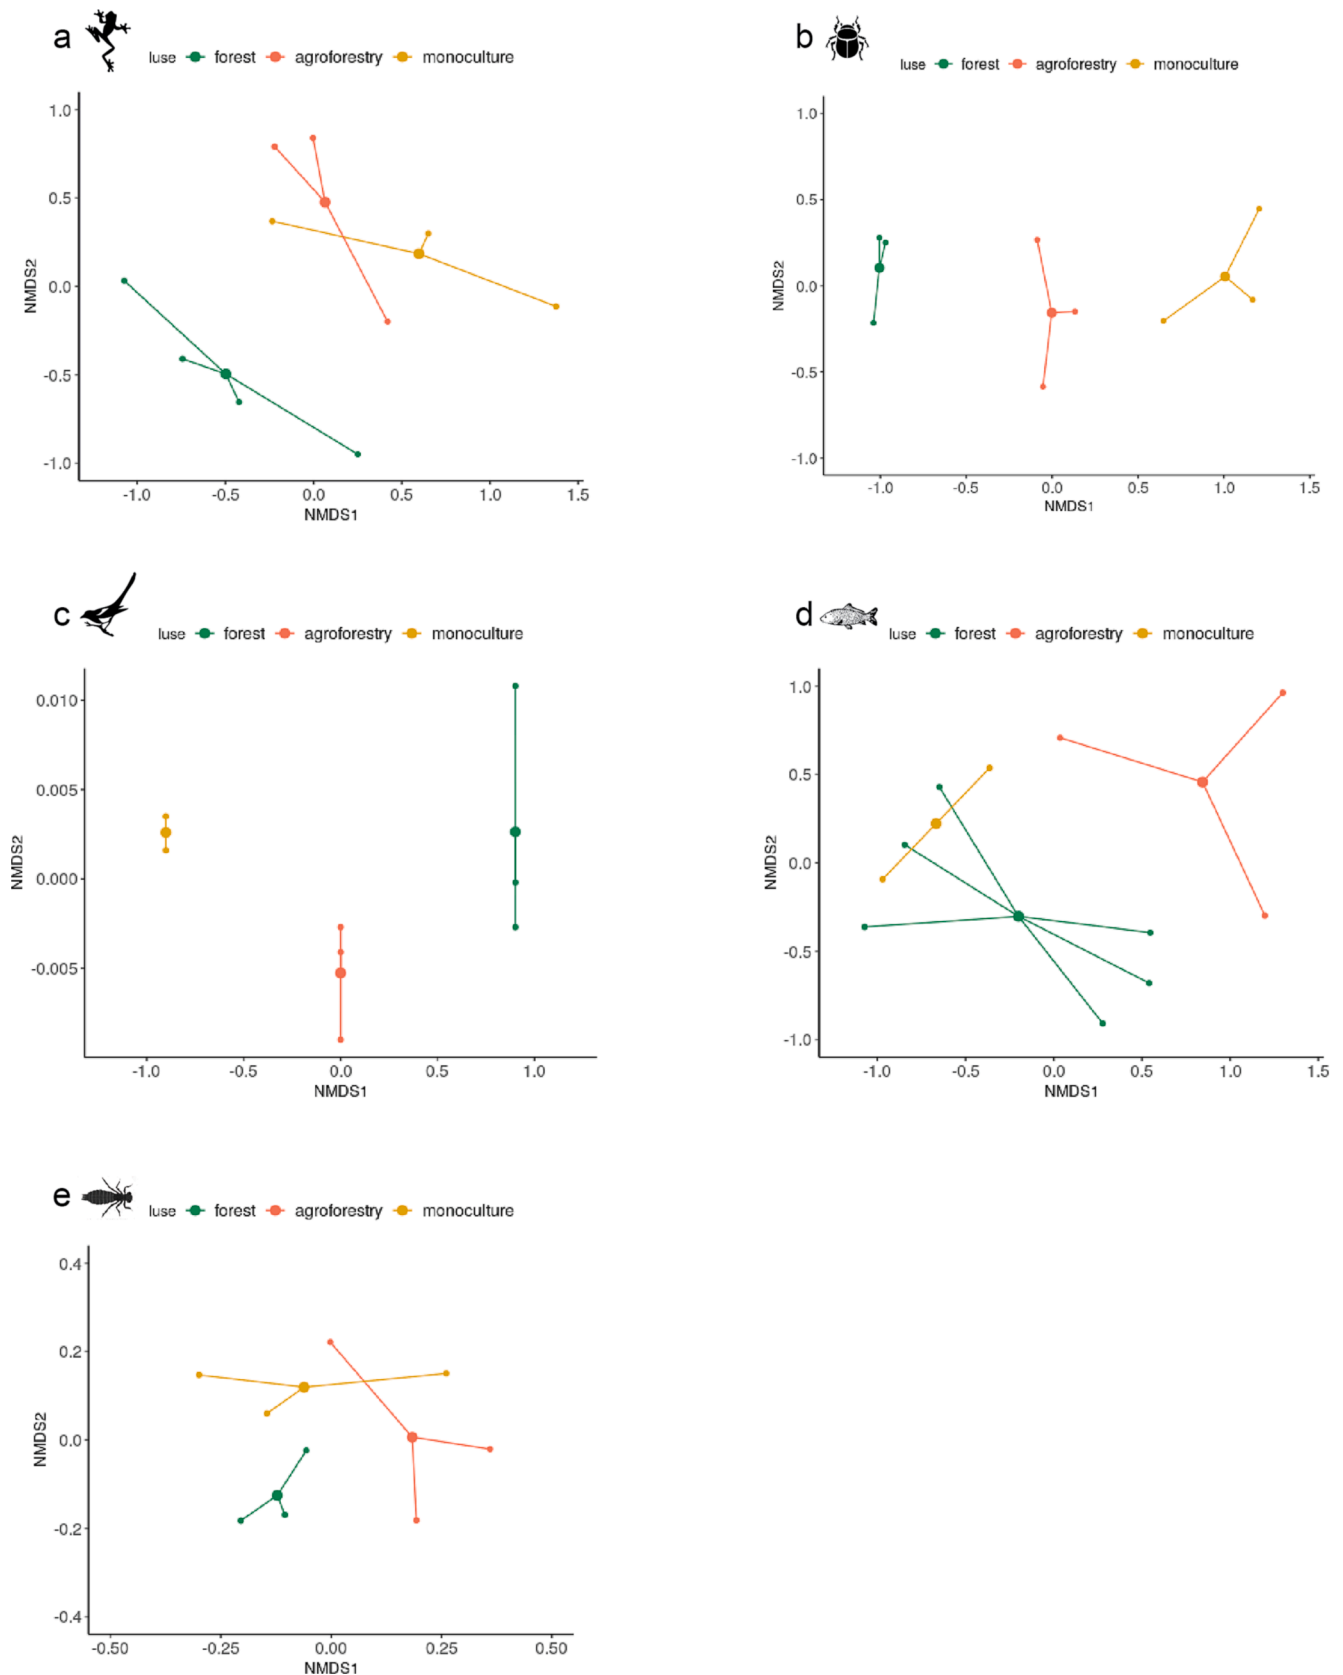 a luse forest agroforestry monoculture
1.0
0.5
0.0
-0.5
-1.0
NMDS2
-1.0 -0.5 0.0 0.5 1.0 1.5
NMDS1
b luse forest agroforestry monoculture
1.0
0.5
0.0
-0.5
-1.0
NMDS2
-1.0 -0.5 0.0 0.5 1.0 1.5
NMDS1
c luse forest agroforestry monoculture
0.010
0.005
0.000
-0.005
NMDS2
-1.0 -0.5 0.0 0.5 1.0
NMDS1
d luse forest agroforestry monoculture
1.0
0.5
0.0
-0.5
-1.0
NMDS2
-1.0 -0.5 0.0 0.5 1.0 1.5
NMDS1
e luse forest agroforestry monoculture
0.4
0.2
0.0
-0.2
-0.4
NMDS2
-0.50 -0.25 0.00 0.25 0.50
NMDS1